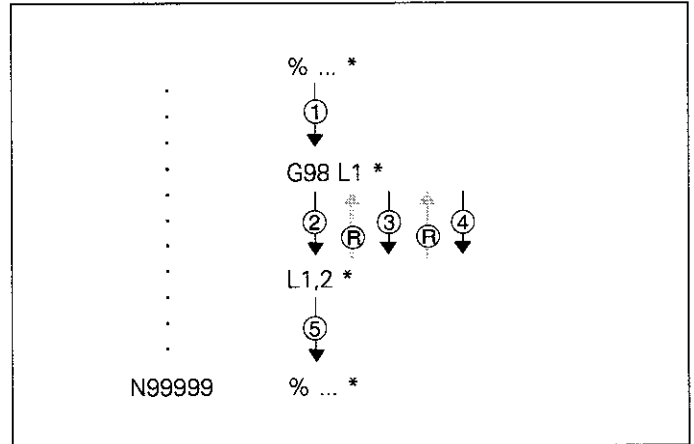 % ... *
①
G98 L1 *
② Ⓡ ③ Ⓡ ④
L1,2 *
⑤
N99999 % ... *